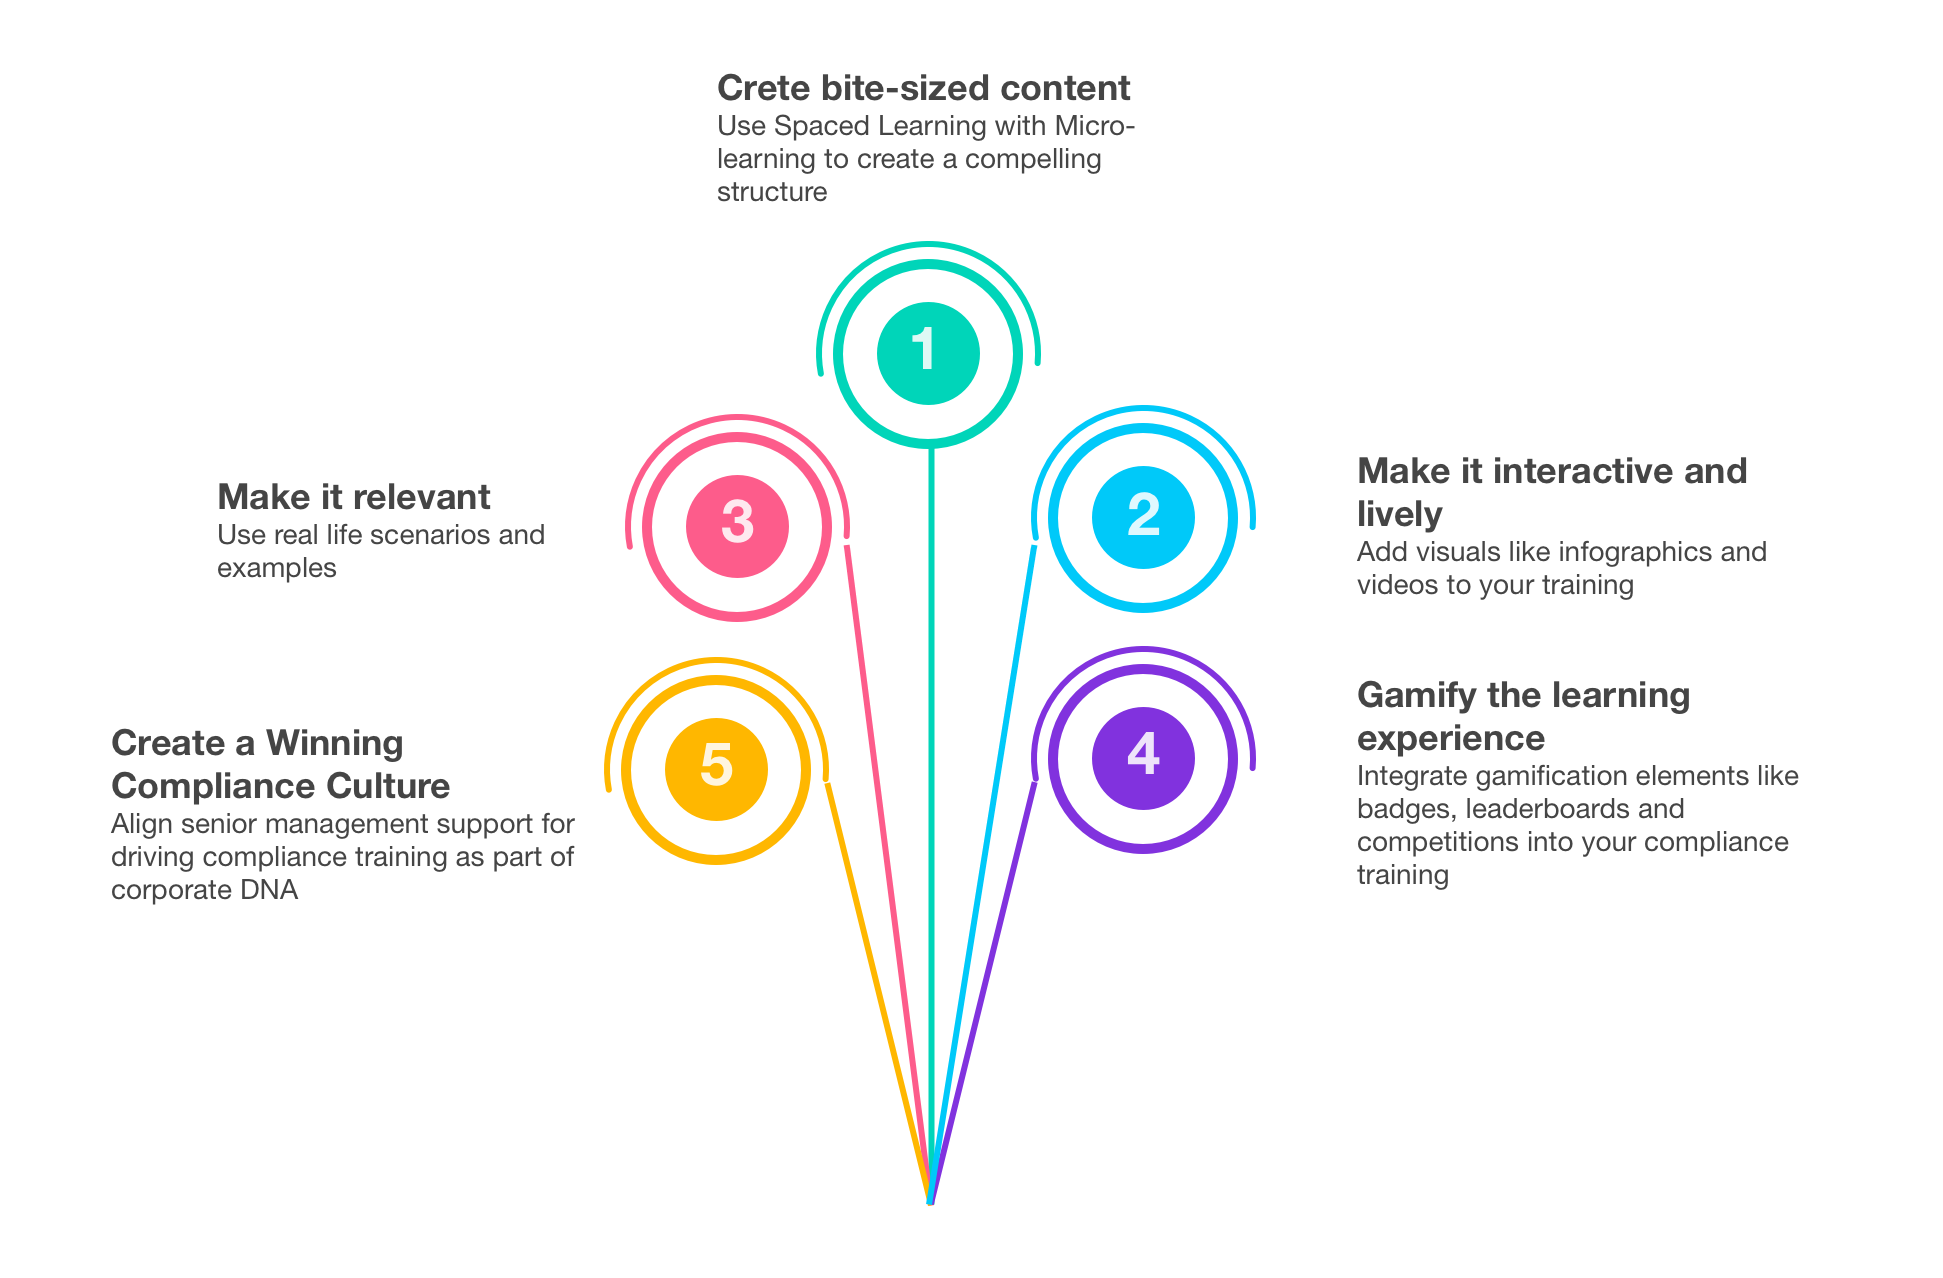 Crete bite-sized content
Use Spaced Learning with Micro-
learning to create a compelling
structure
1
2
Make it interactive and
lively
Add visuals like infographics and
videos to your training
3
Make it relevant
Use real life scenarios and
examples
4
Gamify the learning
experience
Integrate gamification elements like
badges, leaderboards and
competitions into your compliance
training
5
Create a Winning
Compliance Culture
Align senior management support for
driving compliance training as part of
corporate DNA